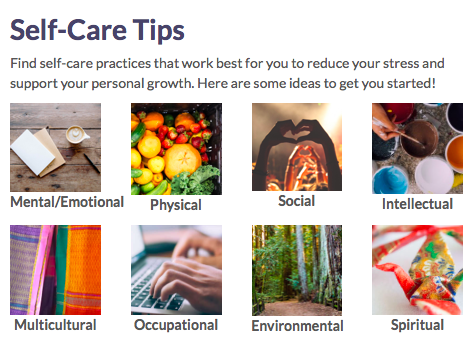 Self-Care Tips
Find self-care practices that work best for you to reduce your stress and
support your personal growth. Here are some ideas to get you started!
Mental/Emotional
Physical
Social
Intellectual
Multicultural
Occupational
Environmental
Spiritual